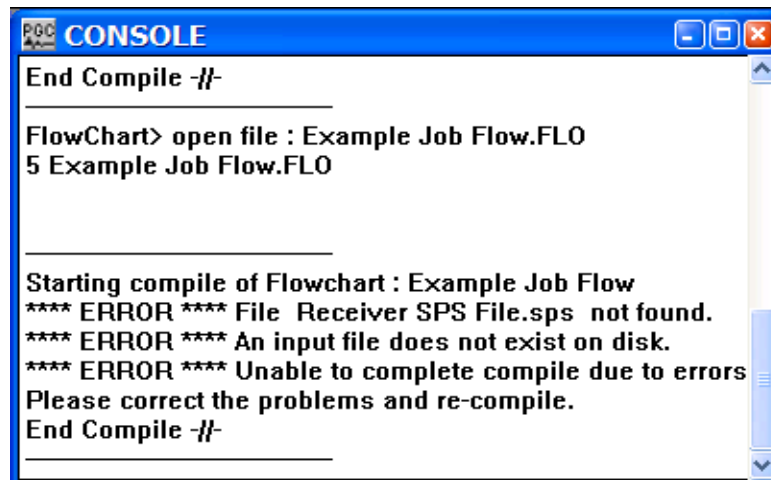 PGC
CONSOLE
End Compile -//-
FlowChart> open file : Example Job Flow.FLO
5 Example Job Flow.FLO
Starting compile of Flowchart : Example Job Flow
**** ERROR **** File  Receiver SPS File.sps  not found.
**** ERROR **** An input file does not exist on disk.
**** ERROR **** Unable to complete compile due to errors
Please correct the problems and re-compile.
End Compile -//-